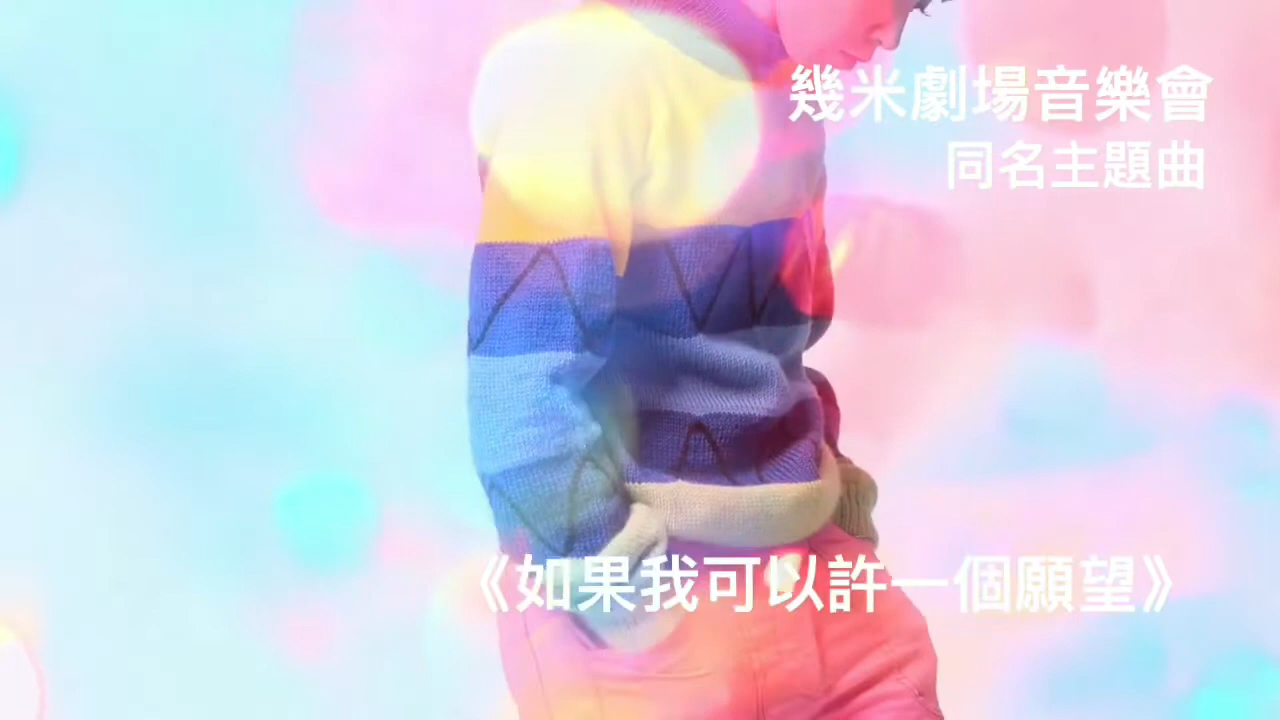 幾米劇場音樂會
同名主題曲
《如果我可以許一個願望》